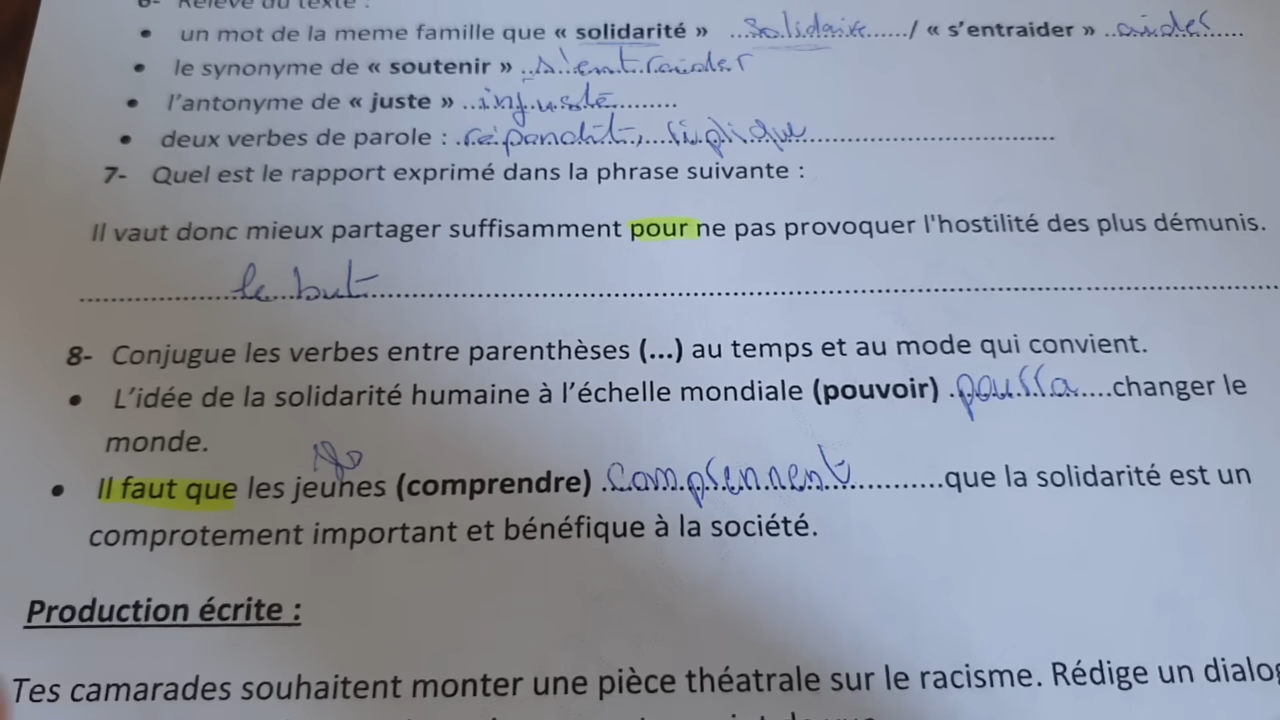 6- Relève du texte :
• un mot de la meme famille que « solidarité » ...solidaire....../ « s'entraider » ..aider.....
• le synonyme de « soutenir » ..s'entraider
• l'antonyme de « juste » ..injuste..........
• deux verbes de parole : .répondit,...réplique..............................
7- Quel est le rapport exprimé dans la phrase suivante :
Il vaut donc mieux partager suffisamment pour ne pas provoquer l'hostilité des plus démunis.
....................le but....................................................................................
8- Conjugue les verbes entre parenthèses (...) au temps et au mode qui convient.
• L'idée de la solidarité humaine à l'échelle mondiale (pouvoir) .pourra....changer le
monde.
• Il faut que les jeunes (comprendre) .comprennent............que la solidarité est un
comprotement important et bénéfique à la société.
Production écrite :
Tes camarades souhaitent monter une pièce théatrale sur le racisme. Rédige un dialog